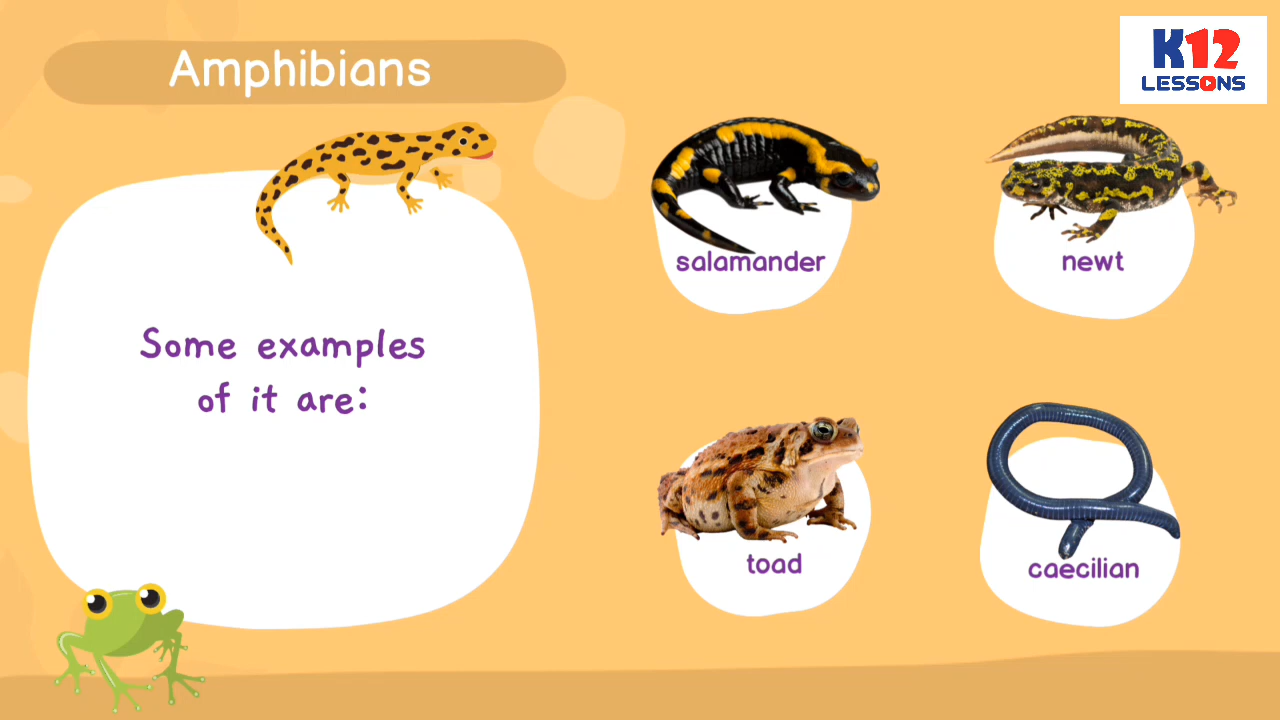 Amphibians
K12
LESSONS
Some examples
of it are:
salamander
newt
toad
caecilian